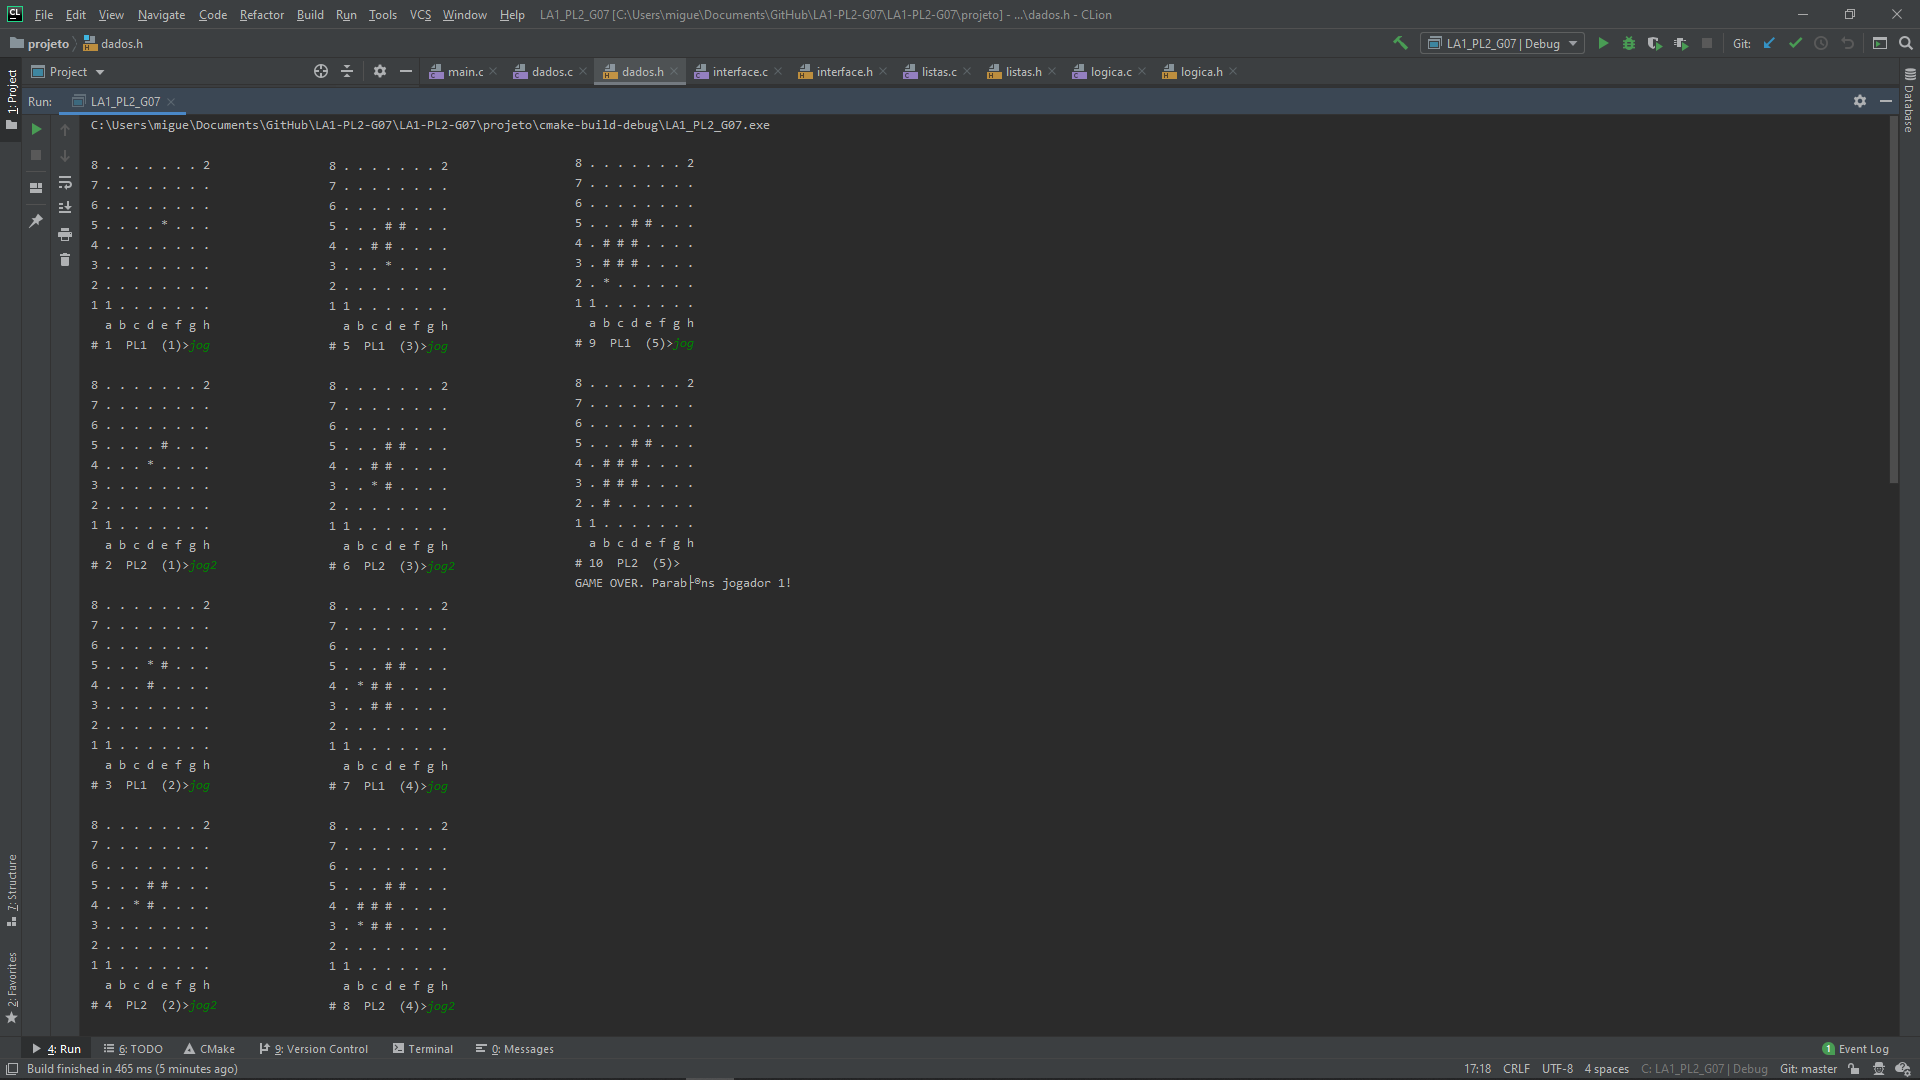 File Edit View Navigate Code Refactor Build Run Tools VCS Window Help LA1_PL2_G07 [C:\Users\migue\Documents\GitHub\LA1-PL2-G07\LA1-PL2-G07\projeto] - ...\dados.h - CLion
projeto dados.h LA1_PL2_G07 | Debug Git:
1: Project
Project main.c dados.c dados.h interface.c interface.h listas.c listas.h logica.c logica.h
Database
Run: LA1_PL2_G07
C:\Users\migue\Documents\GitHub\LA1-PL2-G07\LA1-PL2-G07\projeto\cmake-build-debug\LA1_PL2_G07.exe
8 . . . . . . . 2
7 . . . . . . . .
6 . . . . . . . .
5 . . . . * . . .
4 . . . . . . . .
3 . . . . . . . .
2 . . . . . . . .
1 1 . . . . . . .
a b c d e f g h
# 1 PL1 (1)>jog
8 . . . . . . . 2
7 . . . . . . . .
6 . . . . . . . .
5 . . . . # . . .
4 . . . * . . . .
3 . . . . . . . .
2 . . . . . . . .
1 1 . . . . . . .
a b c d e f g h
# 2 PL2 (1)>jog2
8 . . . . . . . 2
7 . . . . . . . .
6 . . . . . . . .
5 . . . * # . . .
4 . . . # . . . .
3 . . . . . . . .
2 . . . . . . . .
1 1 . . . . . . .
a b c d e f g h
# 3 PL1 (2)>jog
8 . . . . . . . 2
7 . . . . . . . .
6 . . . . . . . .
5 . . . # # . . .
4 . . * # . . . .
3 . . . . . . . .
2 . . . . . . . .
1 1 . . . . . . .
a b c d e f g h
# 4 PL2 (2)>jog2
8 . . . . . . . 2
7 . . . . . . . .
6 . . . . . . . .
5 . . . # # . . .
4 . . # # . . . .
3 . . . * . . . .
2 . . . . . . . .
1 1 . . . . . . .
a b c d e f g h
# 5 PL1 (3)>jog
8 . . . . . . . 2
7 . . . . . . . .
6 . . . . . . . .
5 . . . # # . . .
4 . . # # . . . .
3 . . * # . . . .
2 . . . . . . . .
1 1 . . . . . . .
a b c d e f g h
# 6 PL2 (3)>jog2
8 . . . . . . . 2
7 . . . . . . . .
6 . . . . . . . .
5 . . . # # . . .
4 . * # # . . . .
3 . . # # . . . .
2 . . . . . . . .
1 1 . . . . . . .
a b c d e f g h
# 7 PL1 (4)>jog
8 . . . . . . . 2
7 . . . . . . . .
6 . . . . . . . .
5 . . . # # . . .
4 . # # # . . . .
3 . * # # . . . .
2 . . . . . . . .
1 1 . . . . . . .
a b c d e f g h
# 8 PL2 (4)>jog2
8 . . . . . . . 2
7 . . . . . . . .
6 . . . . . . . .
5 . . . # # . . .
4 . # # # . . . .
3 . # # # . . . .
2 . * . . . . . .
1 1 . . . . . . .
a b c d e f g h
# 9 PL1 (5)>jog
8 . . . . . . . 2
7 . . . . . . . .
6 . . . . . . . .
5 . . . # # . . .
4 . # # # . . . .
3 . # # # . . . .
2 . # . . . . . .
1 1 . . . . . . .
a b c d e f g h
# 10 PL2 (5)>
GAME OVER. Parab├®ns jogador 1!
7: Structure
2: Favorites
4: Run 6: TODO CMake 9: Version Control Terminal 0: Messages 1 Event Log
Build finished in 465 ms (5 minutes ago) 17:18 CRLF UTF-8 4 spaces C: LA1_PL2_G07 | Debug Git: master